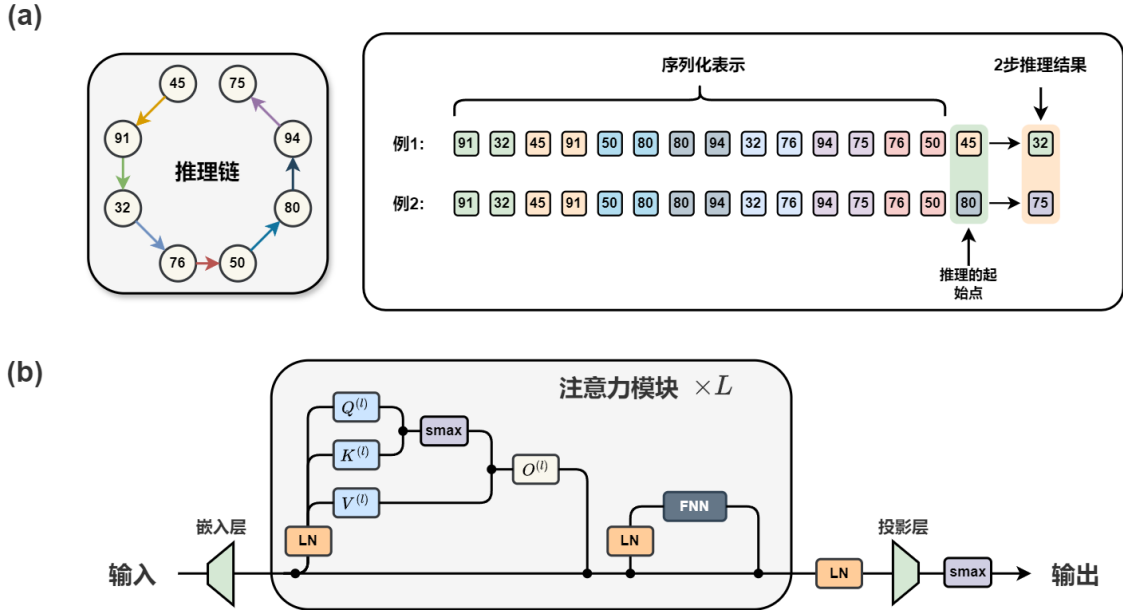 (a)
45 75
91 94
推理链
32 80
76 50
序列化表示
2步推理结果
例1: 91 32 45 91 50 80 80 94 32 76 94 75 76 50 45 32
例2: 91 32 45 91 50 80 80 94 32 76 94 75 76 50 80 75
推理的起
始点
(b)
注意力模块 ×L
Q^(l)
smax
K^(l)
O^(l)
V^(l)
FNN
嵌入层
LN
LN
投影层
输入
LN
smax
输出